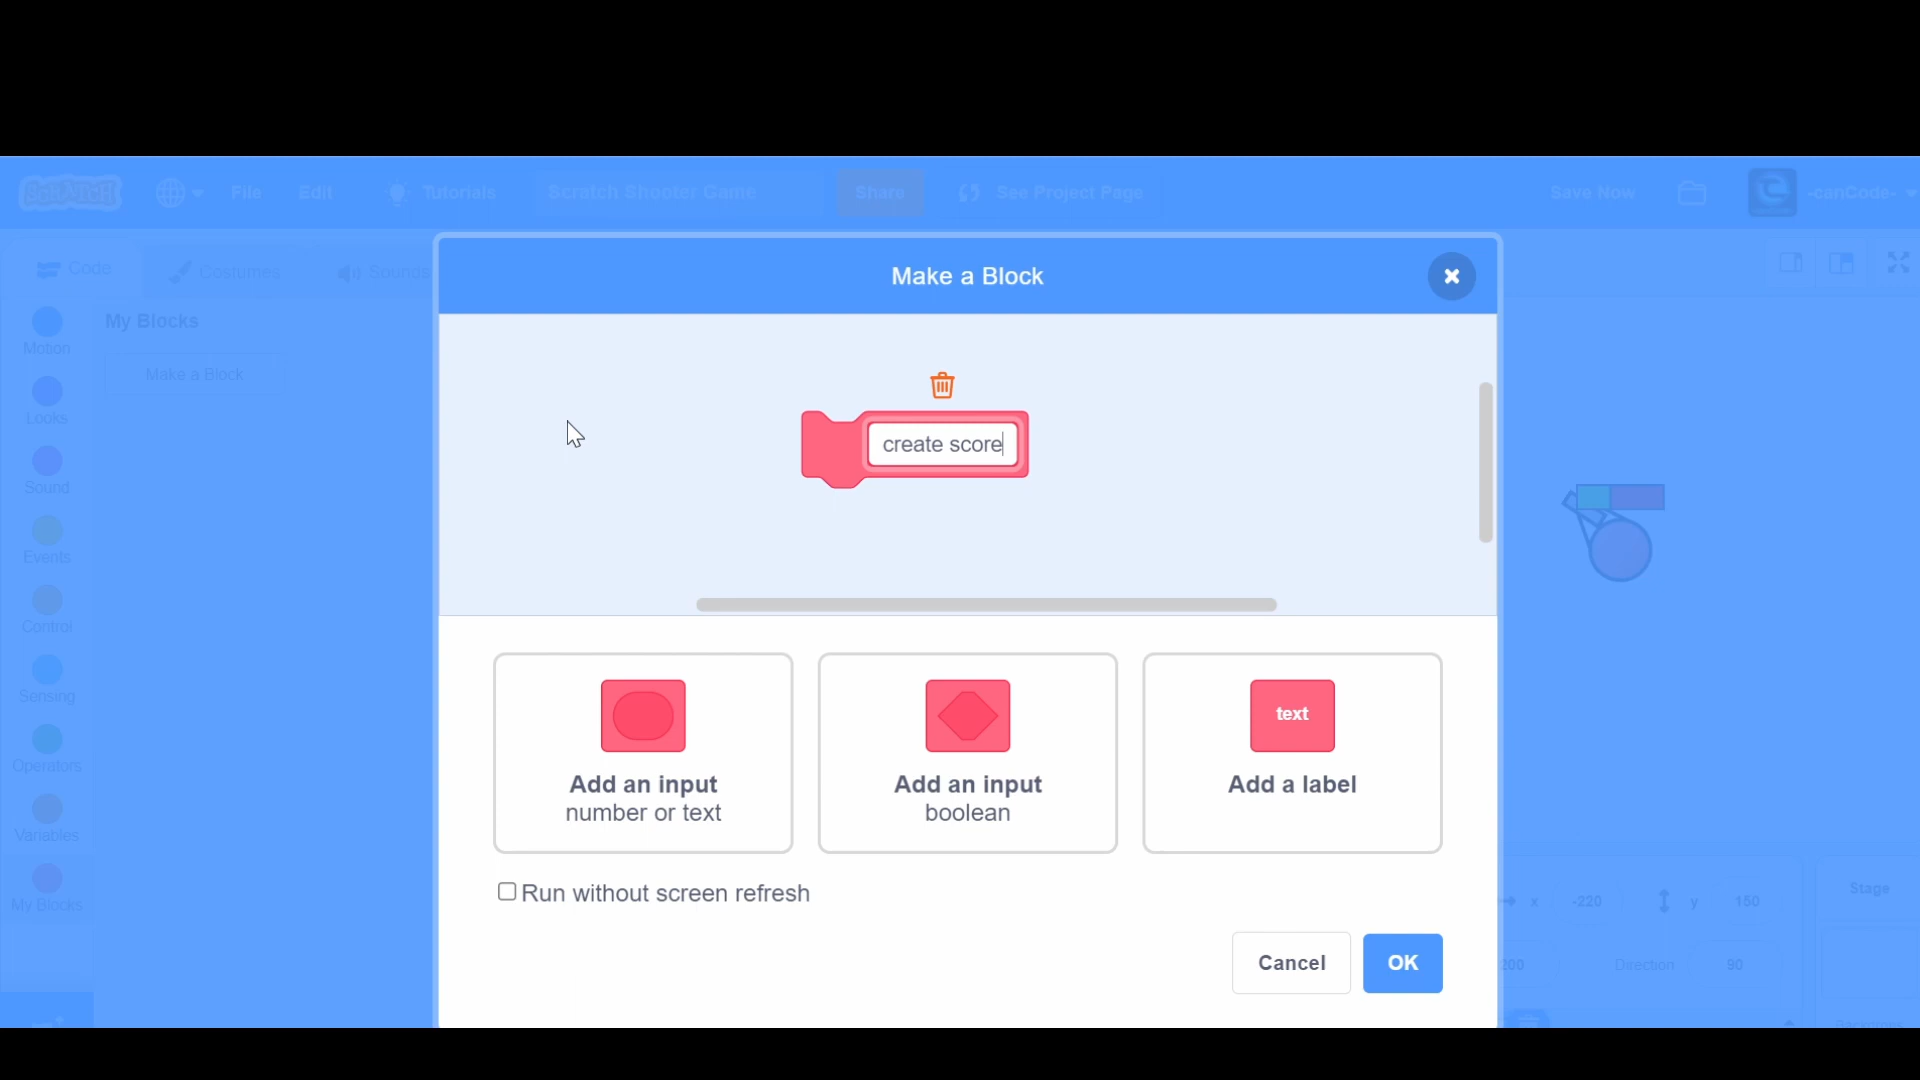 SCRATCH
File
Edit
Tutorials
Scratch Shooter Game
Share
See Project Page
Save Now
-canCode-
Code
Costumes
Sounds
Make a Block
My Blocks
Make a Block
Motion
Looks
Sound
Events
Control
Sensing
Operators
Variables
My Blocks
create score
text
Add an input
number or text
Add an input
boolean
Add a label
Run without screen refresh
Cancel
OK
x
-220
y
150
Stage
200
Direction
90